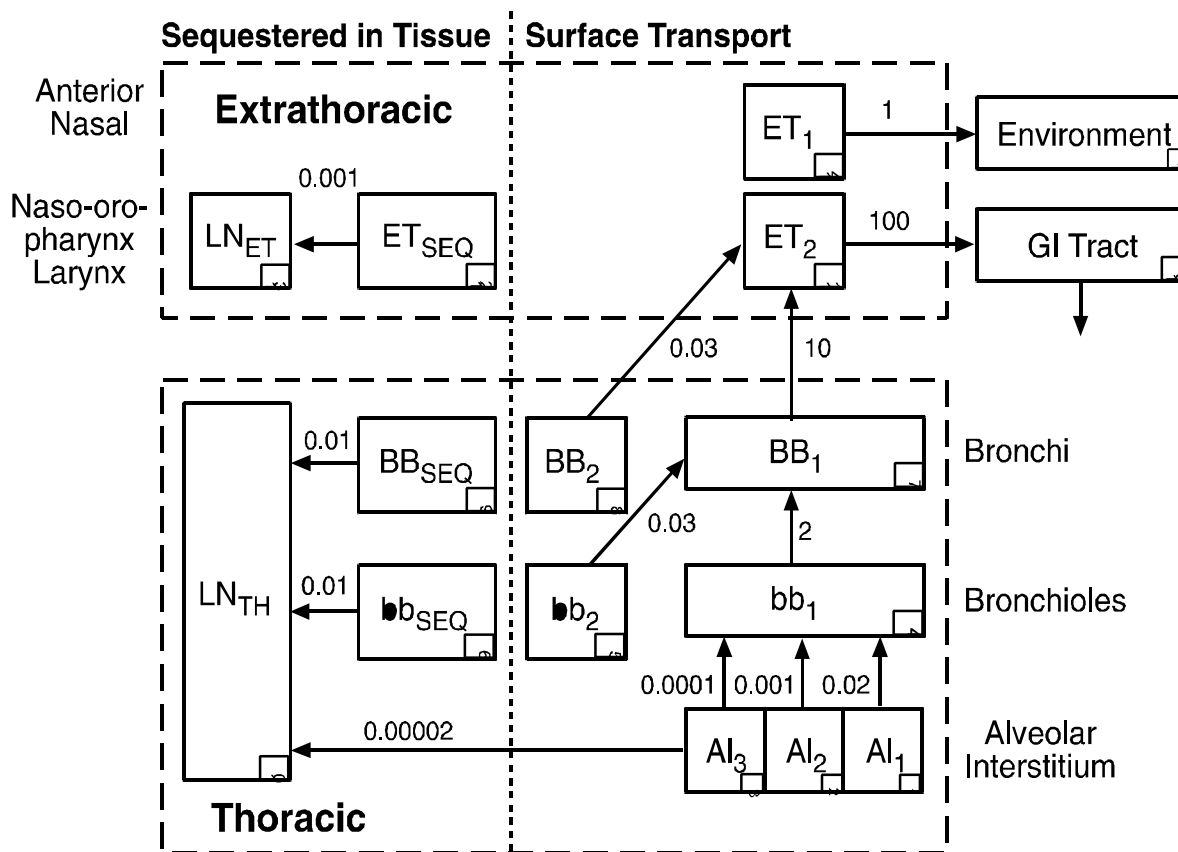 Sequestered in Tissue
Surface Transport
Anterior
Nasal
Extrathoracic
ET1
1
Environment
Naso-oro-
pharynx
Larynx
LNET
0.001
ETSEQ
ET2
100
GI Tract
0.03
10
0.01
BBSEQ
BB2
BB1
7
Bronchi
0.03
2
LNTH
0.01
bbSEQ
bb2
bb1
Bronchioles
0.0001
0.001
0.02
0.00002
AI3
AI2
AI1
Alveolar
Interstitium
Thoracic